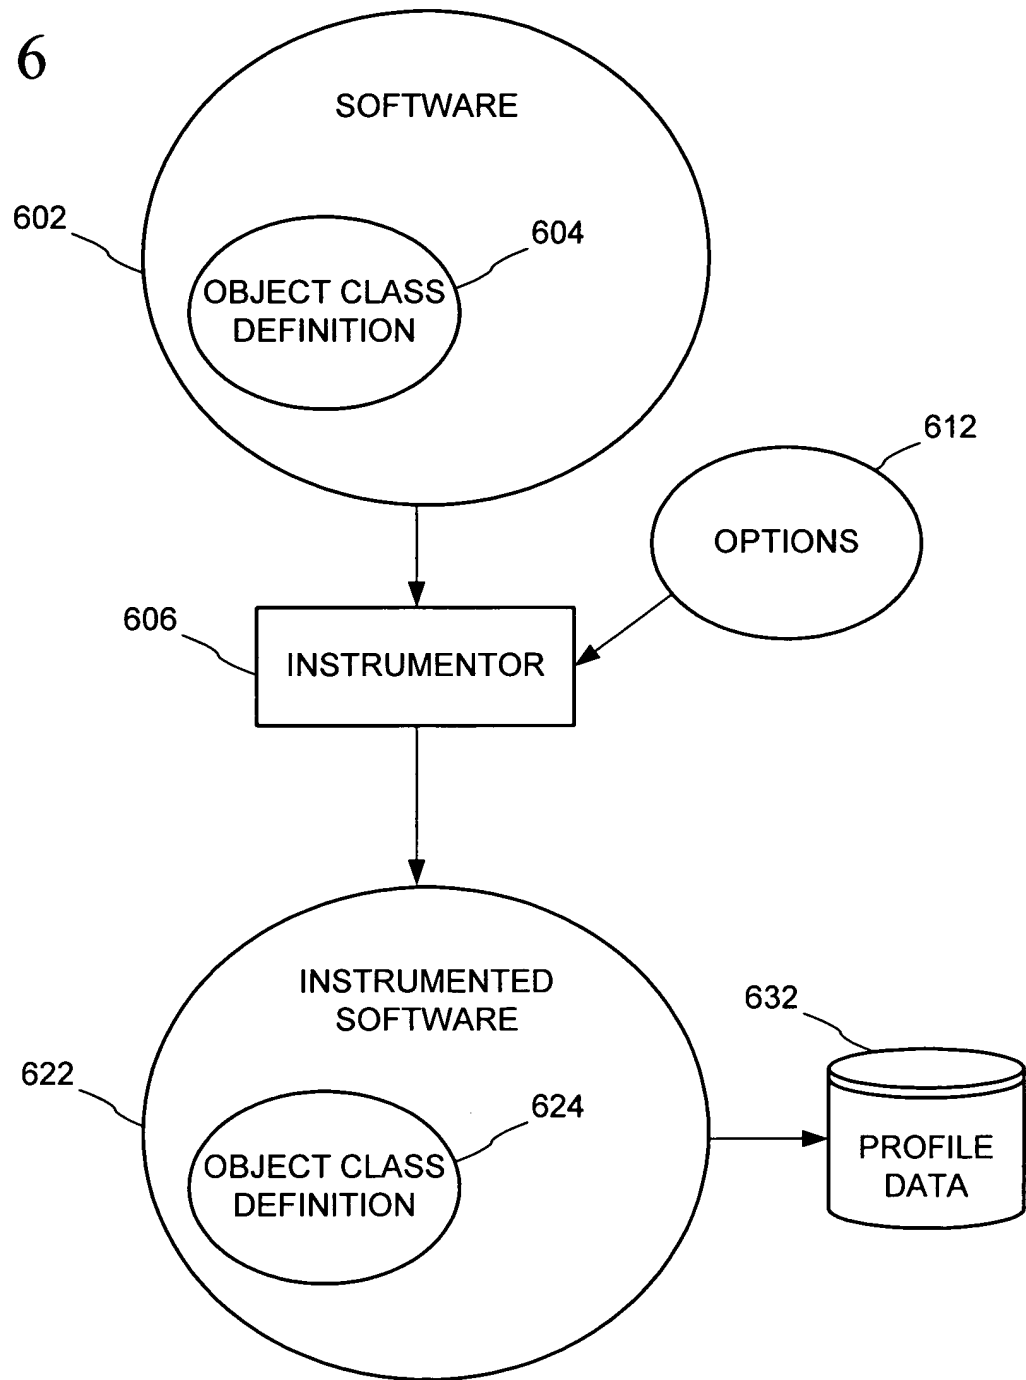 6
SOFTWARE
602
604
OBJECT CLASS
DEFINITION
612
OPTIONS
606
INSTRUMENTOR
INSTRUMENTED
SOFTWARE
632
622
624
OBJECT CLASS
DEFINITION
PROFILE
DATA